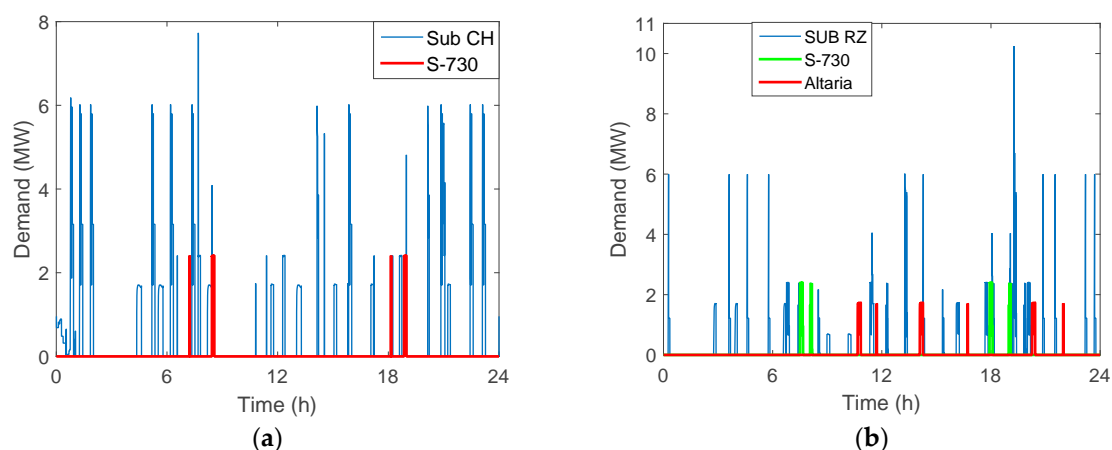 8
6
4
2
0
Demand (MW)
Sub CH
S-730
0 6 12 18 24
Time (h)
(a)
11
10
8
6
4
2
0
Demand (MW)
SUB RZ
S-730
Altaria
0 6 12 18 24
Time (h)
(b)